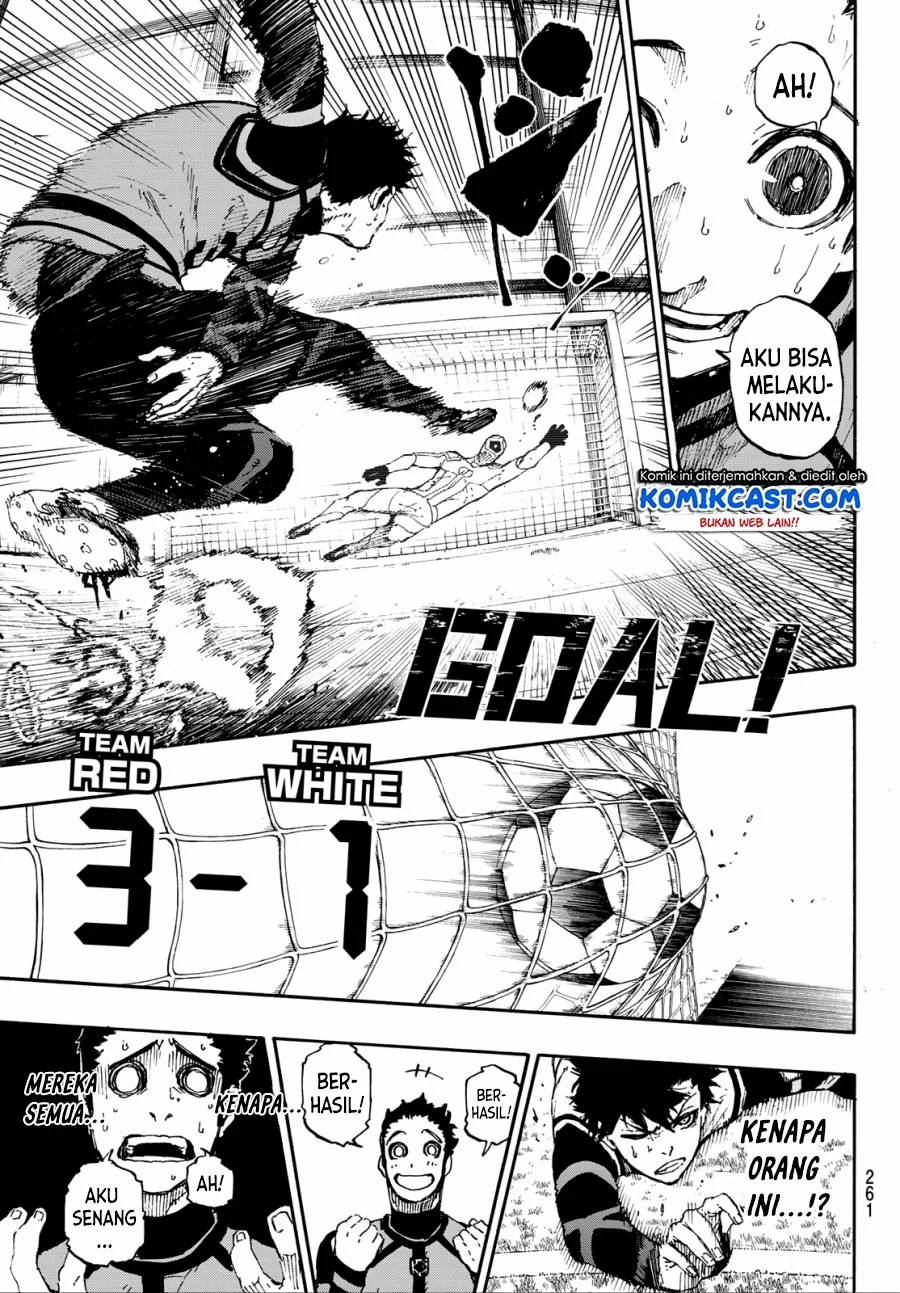 AH!
AKU BISA
MELAKU-
KANNYA.
Komik ini diterjemahkan & diedit oleh
KOMIKCAST.COM
BUKAN WEB LAIN!!
GOAL!
TEAM
RED
TEAM
WHITE
3 - 1
KENAPA
ORANG
INI...!?
BER-
HASIL!
BER-
HASIL!
KENAPA...
MEREKA
SEMUA...
AH!
AKU
SENANG
...
261